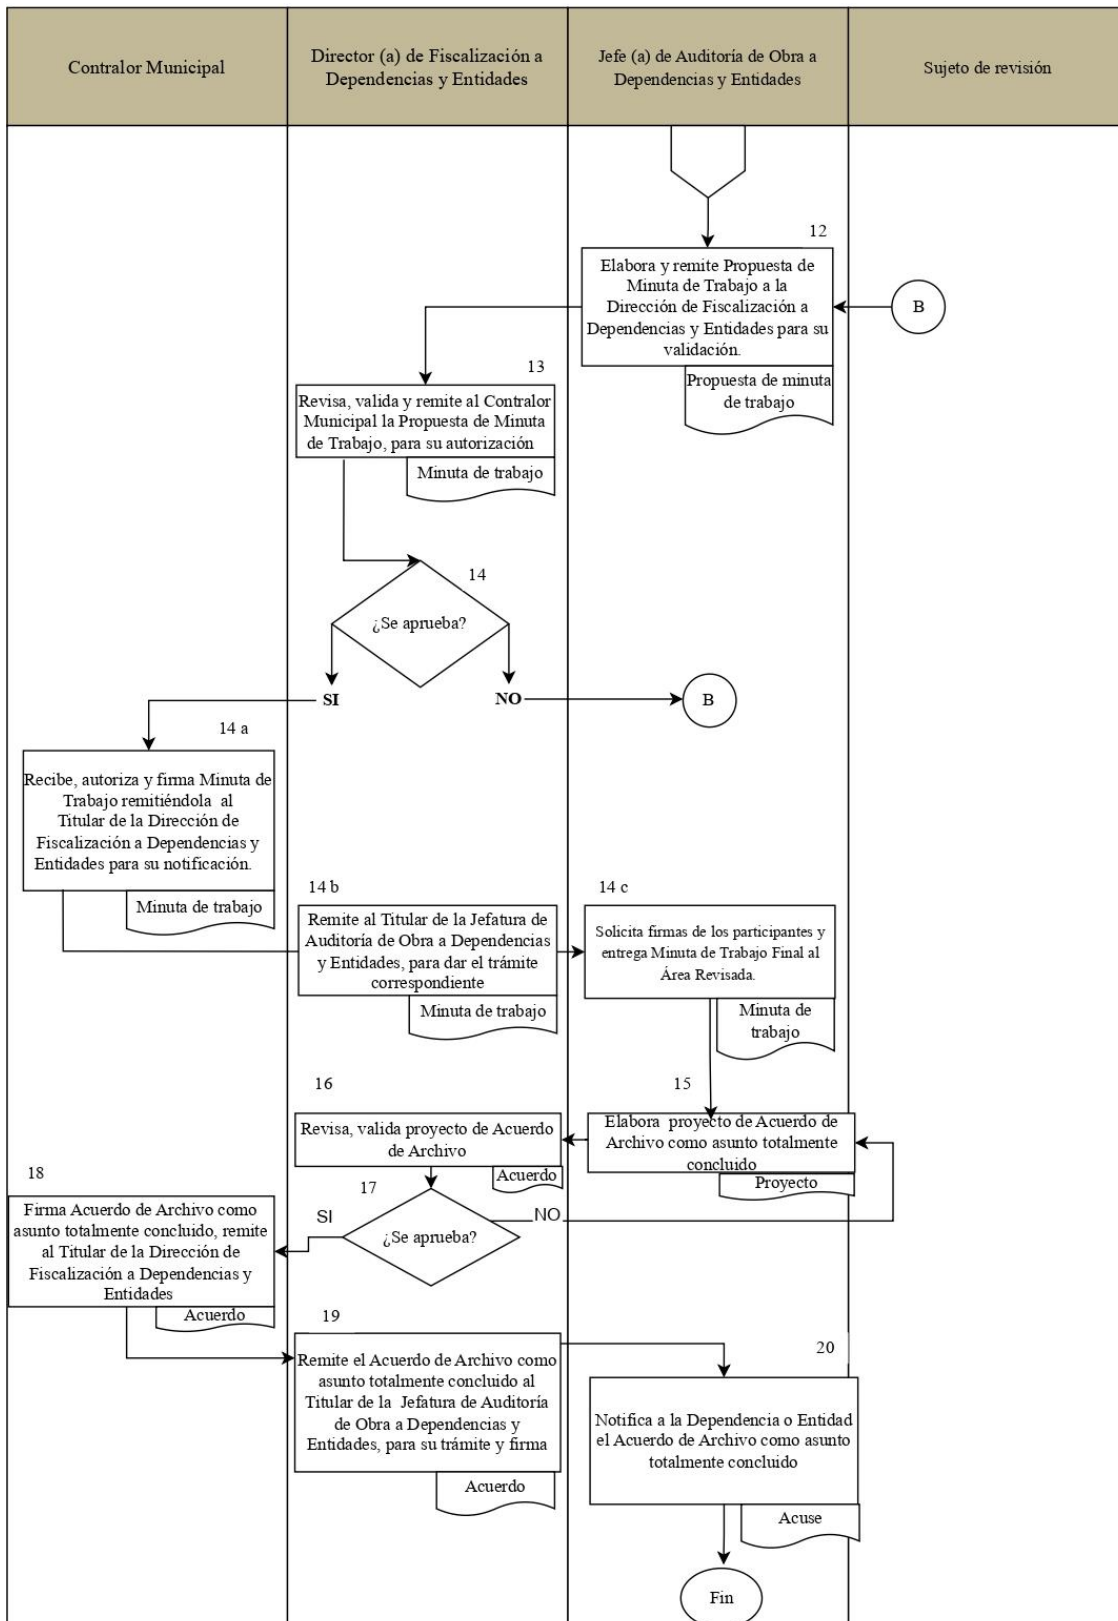 Contralor Municipal
Director (a) de Fiscalización a
Dependencias y Entidades
Jefe (a) de Auditoría de Obra a
Dependencias y Entidades
Sujeto de revisión
12
Elabora y remite Propuesta de
Minuta de Trabajo a la
Dirección de Fiscalización a
Dependencias y Entidades para su
validación.
B
Propuesta de minuta
de trabajo
13
Revisa, valida y remite al Contralor
Municipal la Propuesta de Minuta
de Trabajo, para su autorización
Minuta de trabajo
14
¿Se aprueba?
SI
NO
B
14 a
Recibe, autoriza y firma Minuta de
Trabajo remitiéndola al
Titular de la Dirección de
Fiscalización a Dependencias y
Entidades para su notificación.
Minuta de trabajo
14 b
Remite al Titular de la Jefatura de
Auditoría de Obra a Dependencias
y Entidades, para dar el trámite
correspondiente
Minuta de trabajo
14 c
Solicita firmas de los participantes y
entrega Minuta de Trabajo Final al
Área Revisada.
Minuta de
trabajo
15
Elabora proyecto de Acuerdo de
Archivo como asunto totalmente
concluido
Proyecto
16
Revisa, valida proyecto de Acuerdo
de Archivo
Acuerdo
17
¿Se aprueba?
SI
NO
18
Firma Acuerdo de Archivo como
asunto totalmente concluido, remite
al Titular de la Dirección de
Fiscalización a Dependencias y
Entidades
Acuerdo
19
Remite el Acuerdo de Archivo como
asunto totalmente concluido al
Titular de la Jefatura de Auditoría
de Obra a Dependencias y
Entidades, para su trámite y firma
Acuerdo
20
Notifica a la Dependencia o Entidad
el Acuerdo de Archivo como asunto
totalmente concluido
Acuse
Fin